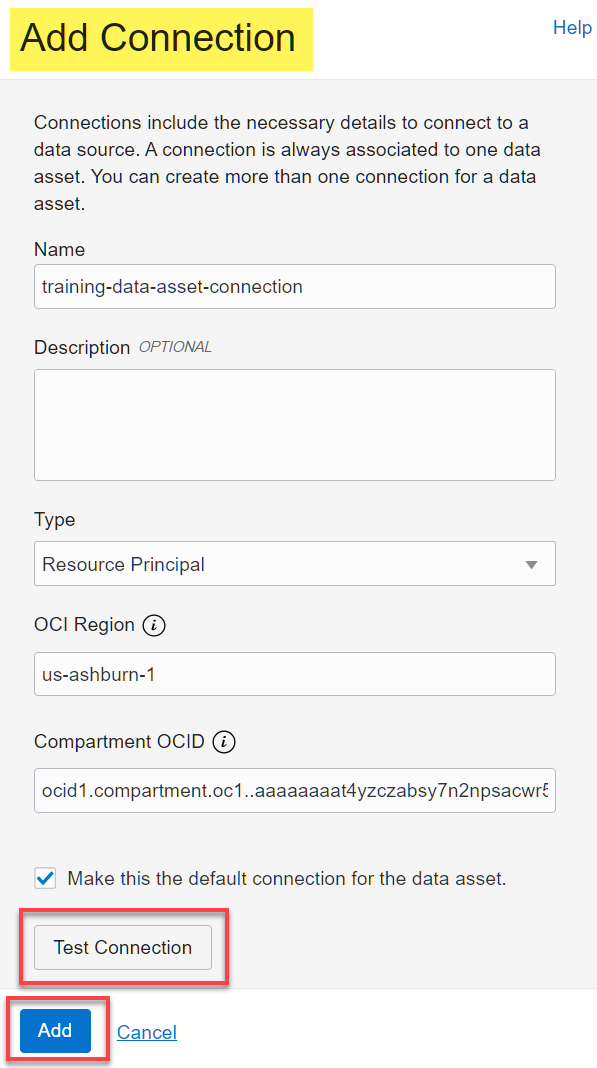 Add Connection
Help
Connections include the necessary details to connect to a
data source. A connection is always associated to one data
asset. You can create more than one connection for a data
asset.
Name
training-data-asset-connection
Description OPTIONAL
Type
Resource Principal
OCI Region i
us-ashburn-1
Compartment OCID i
ocid1.compartment.oc1..aaaaaaaat4yzczabsy7n2npsacwr5
Make this the default connection for the data asset.
Test Connection
Add Cancel